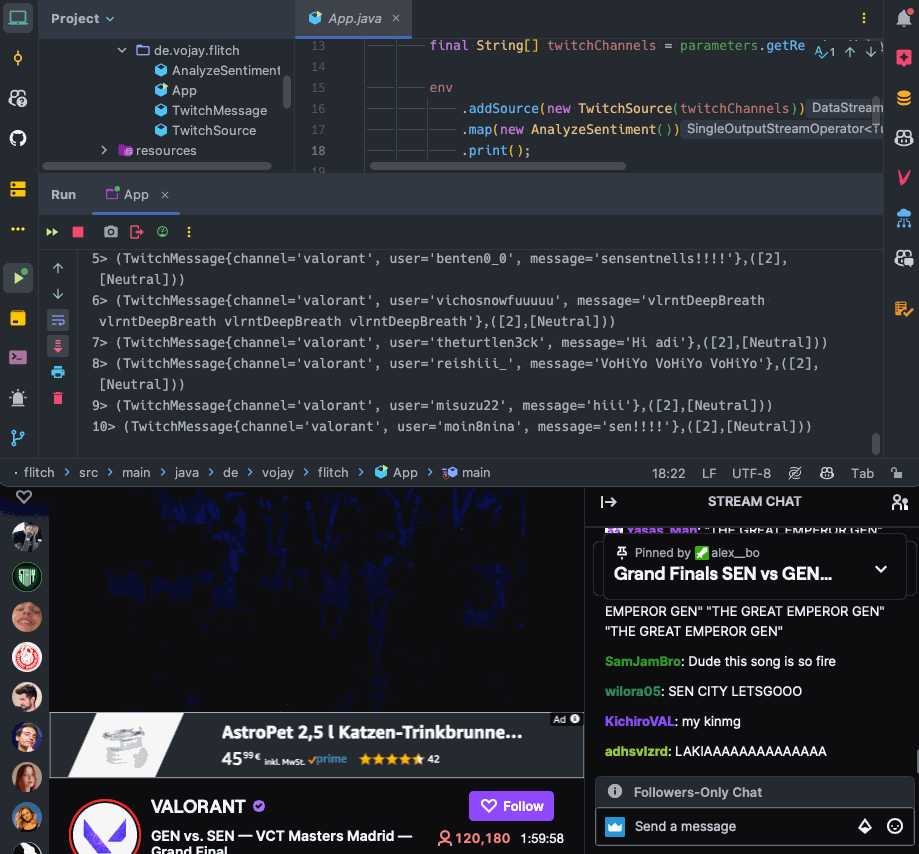 Project
App.java
de.vojay.flitch
AnalyzeSentiment
App
TwitchMessage
TwitchSource
resources
13 final String[] twitchChannels = parameters.getRe
1
14
15 env
16 .addSource(new TwitchSource(twitchChannels)) DataStream
17 .map(new AnalyzeSentiment()) SingleOutputStreamOperator<Tu
18 .print();
19
Run
App
5> (TwitchMessage{channel='valorant', user='benten0_0', message='sensentnells!!!!'},([2],
[Neutral]))
6> (TwitchMessage{channel='valorant', user='vichosnowfuuuuu', message='vlrntDeepBreath
vlrntDeepBreath vlrntDeepBreath vlrntDeepBreath'},([2],[Neutral]))
7> (TwitchMessage{channel='valorant', user='theturtlen3ck', message='Hi adi'},([2],[Neutral]))
8> (TwitchMessage{channel='valorant', user='reishiii_', message='VoHiYo VoHiYo VoHiYo'},([2],
[Neutral]))
9> (TwitchMessage{channel='valorant', user='misuzu22', message='hiii'},([2],[Neutral]))
10> (TwitchMessage{channel='valorant', user='moin8nina', message='sen!!!!'},([2],[Neutral]))
flitch > src > main > java > de > vojay > flitch > App > main
18:22 LF UTF-8 Tab
STREAM CHAT
Yasas_Man: "THE GREAT EMPEROR GEN"
Pinned by alex__bo
Grand Finals SEN vs GEN...
EMPEROR GEN" "THE GREAT EMPEROR GEN"
"THE GREAT EMPEROR GEN"
SamJamBro: Dude this song is so fire
wilora05: SEN CITY LETSGOOO
KichiroVAL: my kinmg
adhsvlzrd: LAKIAAAAAAAAAAAAAA
Followers-Only Chat
Send a message
Ad
AstroPet 2,5 l Katzen-Trinkbrunne...
45,99 € inkl. MwSt. prime 42
VALORANT
Follow
GEN vs. SEN — VCT Masters Madrid —
Grand Final
120,180 1:59:58